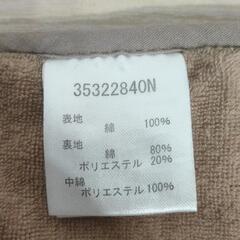 35322840N
表地
綿 100%
裏地
綿 80%
ポリエステル 20%
中綿
ポリエステル 100%